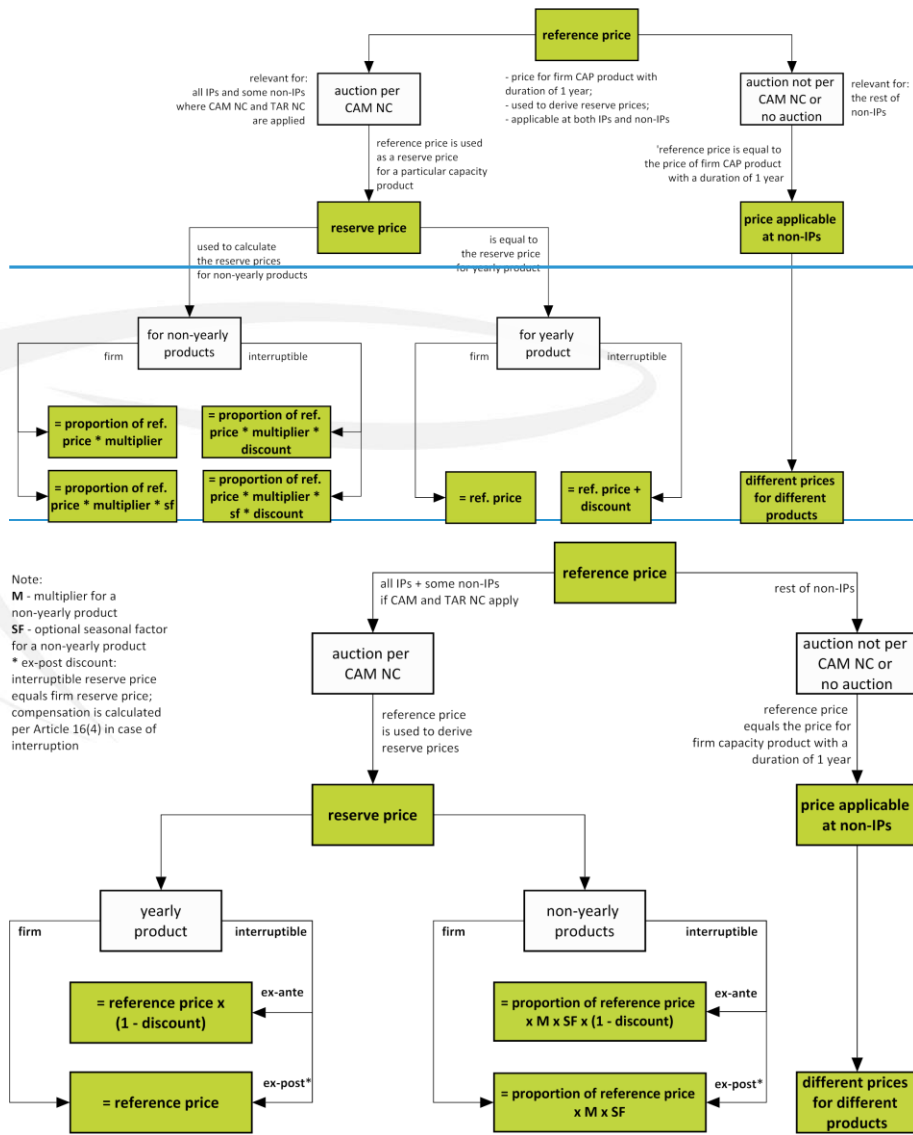 reference price
relevant for:
all IPs and some non-IPs
where CAM NC and TAR NC
are applied
auction per
CAM NC
- price for firm CAP product with
duration of 1 year;
- used to derive reserve prices;
- applicable at both IPs and non-IPs
auction not per
CAM NC or
no auction
relevant for:
the rest of
non-IPs
reference price is used
as a reserve price
for a particular capacity
product
'reference price is equal to
the price of firm CAP product
with a duration of 1 year
reserve price
price applicable
at non-IPs
used to calculate
the reserve prices
for non-yearly products
is equal to
the reserve price
for yearly product
for non-yearly
products
firm
interruptible
for yearly
product
firm
interruptible
= proportion of ref.
price * multiplier
= proportion of ref.
price * multiplier *
discount
= proportion of ref.
price * multiplier * sf
= proportion of ref.
price * multiplier *
sf * discount
= ref. price
= ref. price +
discount
different prices
for different
products
reference price
Note:
M - multiplier for a
non-yearly product
SF - optional seasonal factor
for a non-yearly product
* ex-post discount:
interruptible reserve price
equals firm reserve price;
compensation is calculated
per Article 16(4) in case of
interruption
all IPs + some non-IPs
if CAM and TAR NC apply
rest of non-IPs
auction per
CAM NC
auction not per
CAM NC or
no auction
reference price
is used to derive
reserve prices
reference price
equals the price for
firm capacity product with a
duration of 1 year
reserve price
price applicable
at non-IPs
yearly
product
firm
interruptible
non-yearly
products
firm
interruptible
= reference price x
(1 - discount)
ex-ante
= proportion of reference price
x M x SF x (1 - discount)
ex-ante
= reference price
ex-post*
= proportion of reference price
x M x SF
ex-post*
different prices
for different
products